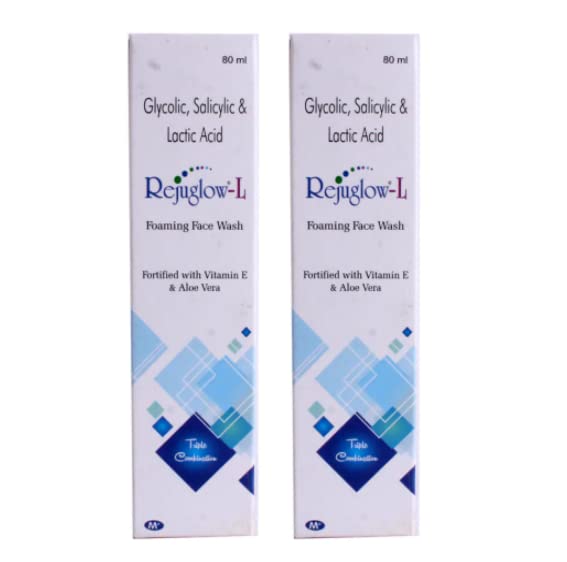 80 ml
Glycolic, Salicylic &
Lactic Acid
Rejuglow®-L
Foaming Face Wash
Fortified with Vitamin E
& Aloe Vera
Triple
Combination
80 ml
Glycolic, Salicylic &
Lactic Acid
Rejuglow®-L
Foaming Face Wash
Fortified with Vitamin E
& Aloe Vera
Triple
Combination